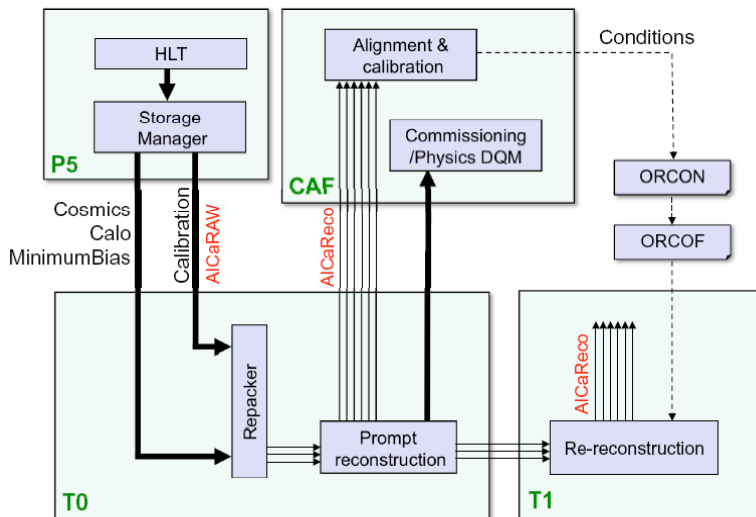 HLT
Storage
Manager
P5
Alignment &
calibration
Commissioning
/Physics DQM
CAF
Conditions
ORCON
ORCOF
Cosmics
Calo
MinimumBias
Calibration
AlCaRAW
AlCaReco
Repacker
Prompt
reconstruction
T0
AlCaReco
Re-reconstruction
T1